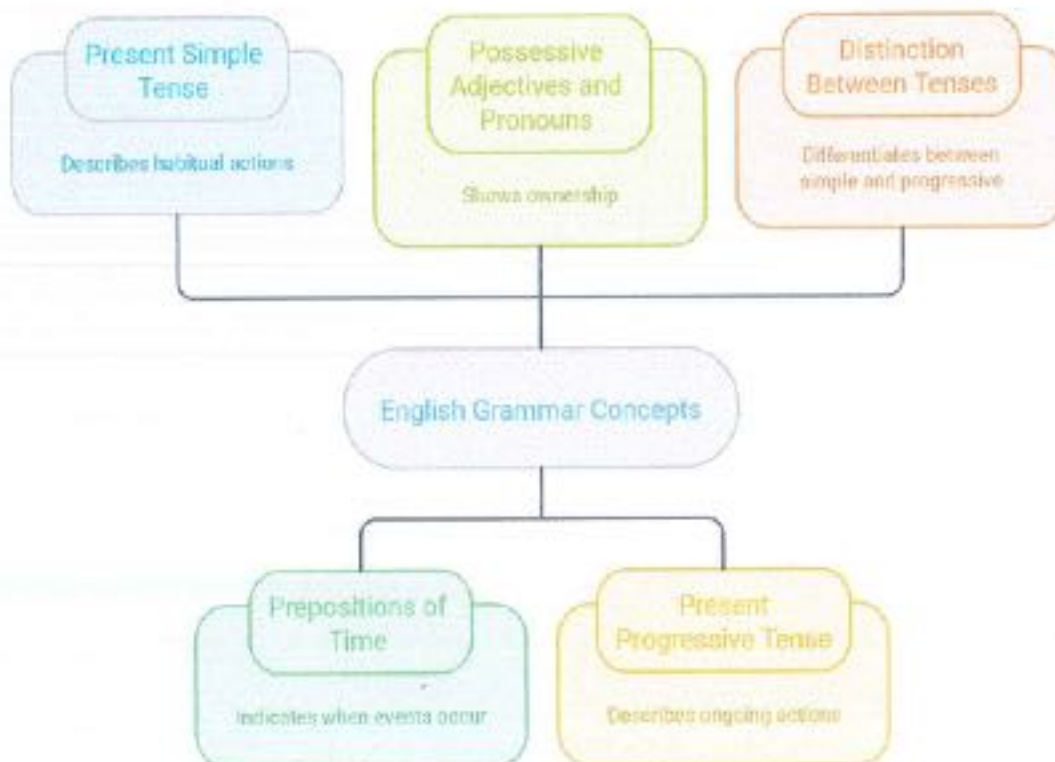 Present Simple
Tense
Describes habitual actions
Possessive
Adjectives and
Pronouns
Shows ownership
Distinction
Between Tenses
Differentiates between
simple and progressive
English Grammar Concepts
Prepositions of
Time
Indicates when events occur
Present
Progressive Tense
Describes ongoing actions